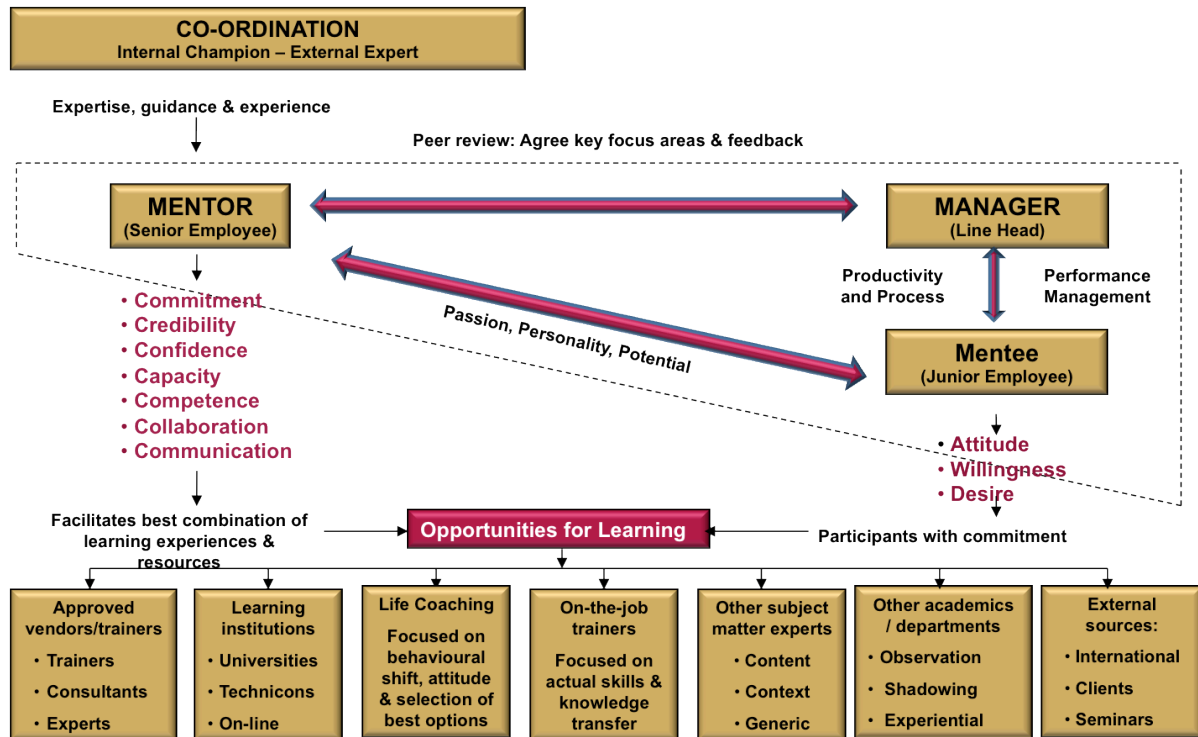 CO-ORDINATION
Internal Champion – External Expert
Expertise, guidance & experience
Peer review: Agree key focus areas & feedback
MENTOR
(Senior Employee)
MANAGER
(Line Head)
Productivity
and Process
Performance
Management
Passion, Personality, Potential
Mentee
(Junior Employee)
• Commitment
• Credibility
• Confidence
• Capacity
• Competence
• Collaboration
• Communication
• Attitude
• Willingness
• Desire
Facilitates best combination of
learning experiences &
resources
Opportunities for Learning
Participants with commitment
Approved
vendors/trainers
• Trainers
• Consultants
• Experts
Learning
institutions
• Universities
• Technicons
• On-line
Life Coaching
Focused on
behavioural
shift, attitude
& selection of
best options
On-the-job
trainers
Focused on
actual skills &
knowledge
transfer
Other subject
matter experts
• Content
• Context
• Generic
Other academics
/ departments
• Observation
• Shadowing
• Experiential
External
sources:
• International
• Clients
• Seminars